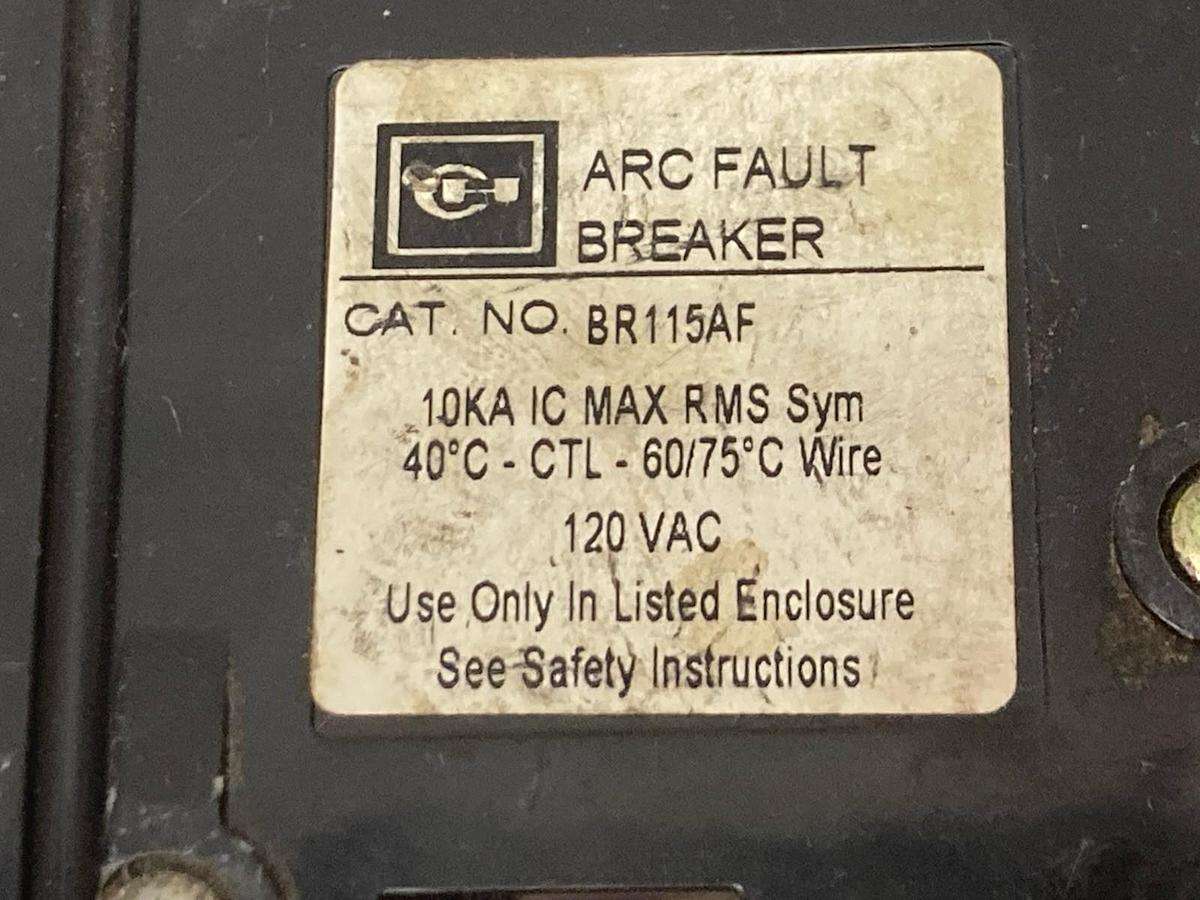 ARC FAULT
BREAKER
CAT. NO. BR115AF
10KA IC MAX RMS Sym
40°C - CTL - 60/75°C Wire
120 VAC
Use Only In Listed Enclosure
See Safety Instructions